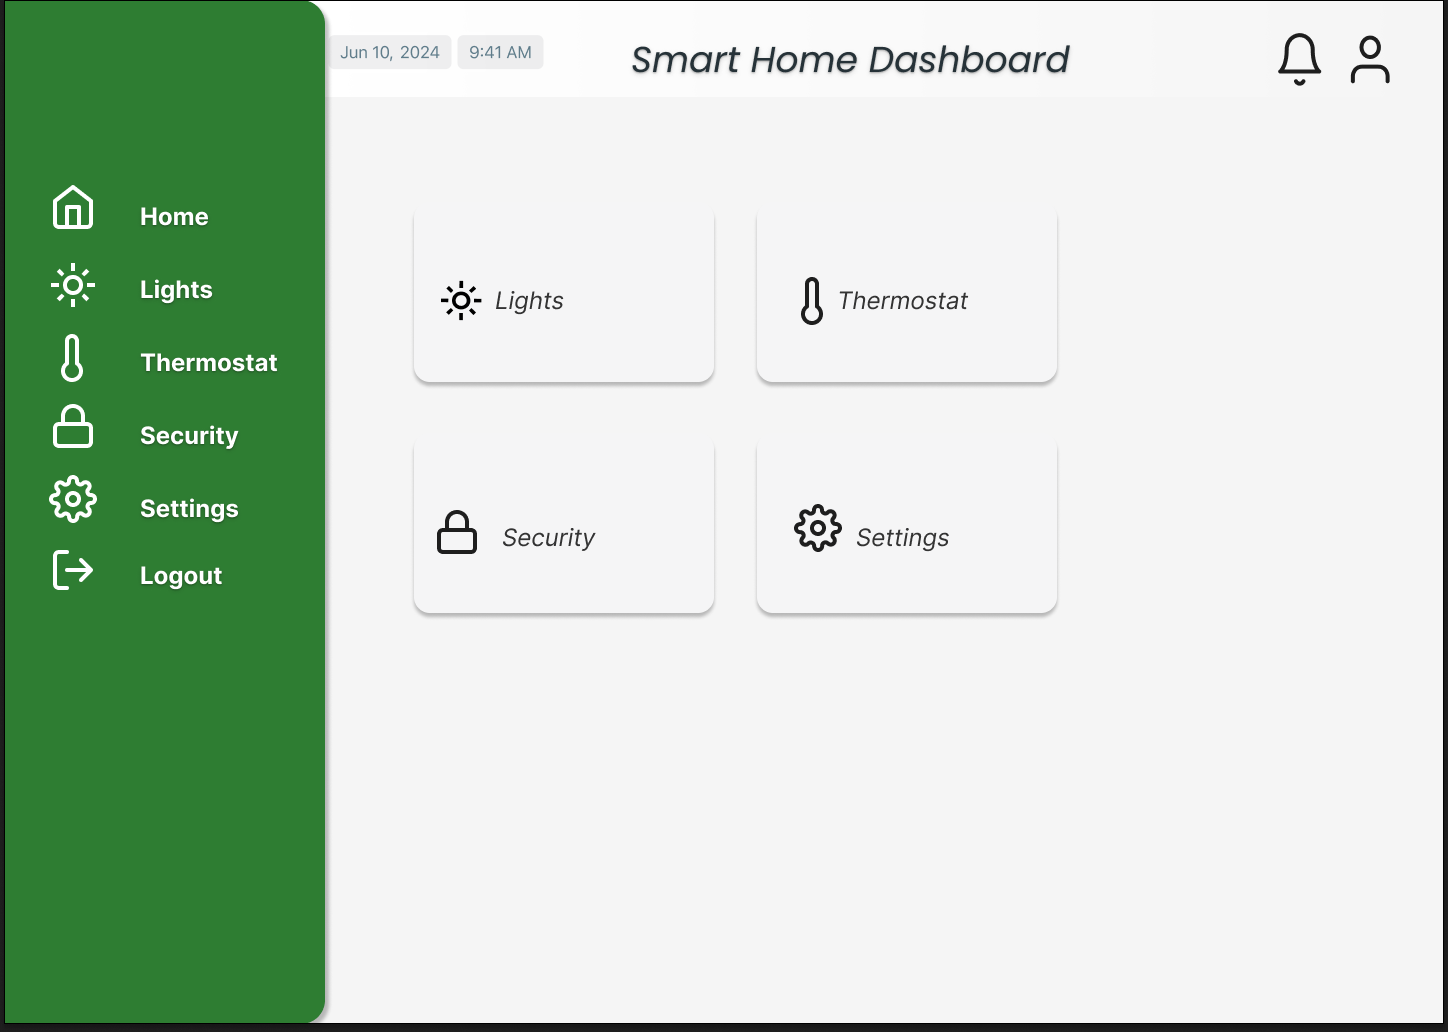 Jun 10, 2024 9:41 AM
Smart Home Dashboard
Home
Lights
Thermostat
Security
Settings
Logout
Lights
Thermostat
Security
Settings